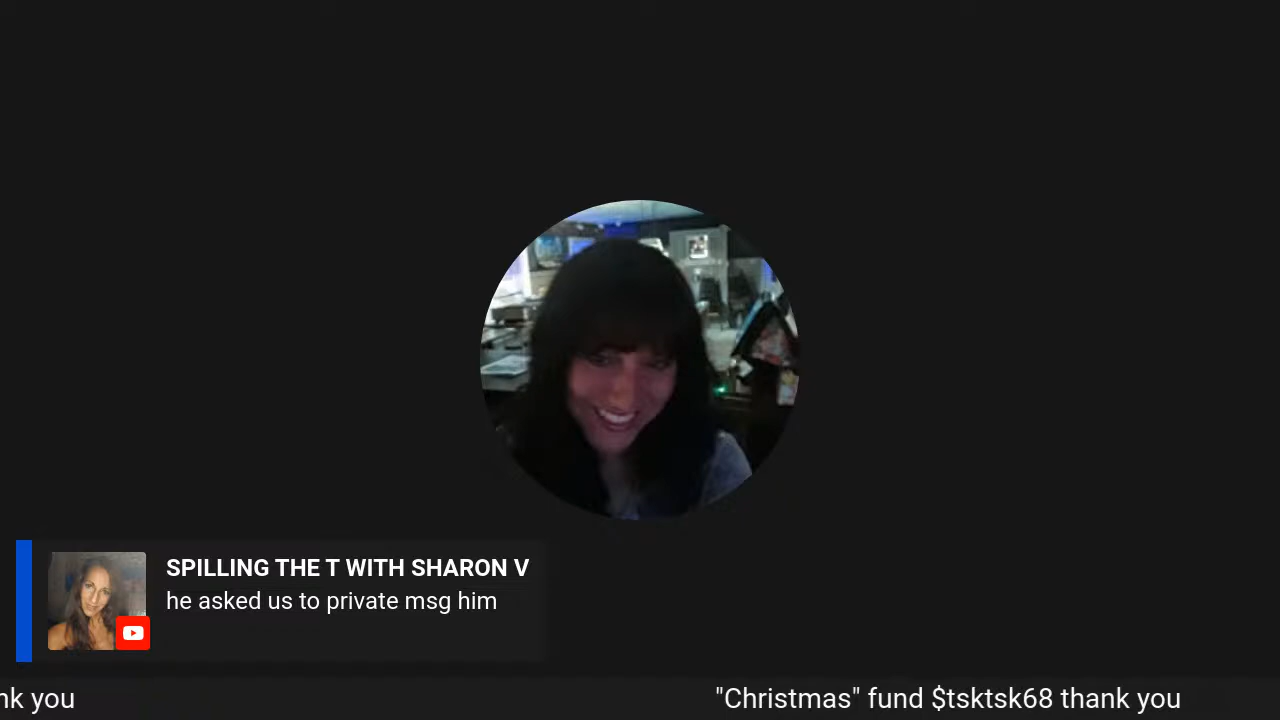 SPILLING THE T WITH SHARON V
he asked us to private msg him
nk you
"Christmas" fund $tsktsk68 thank you